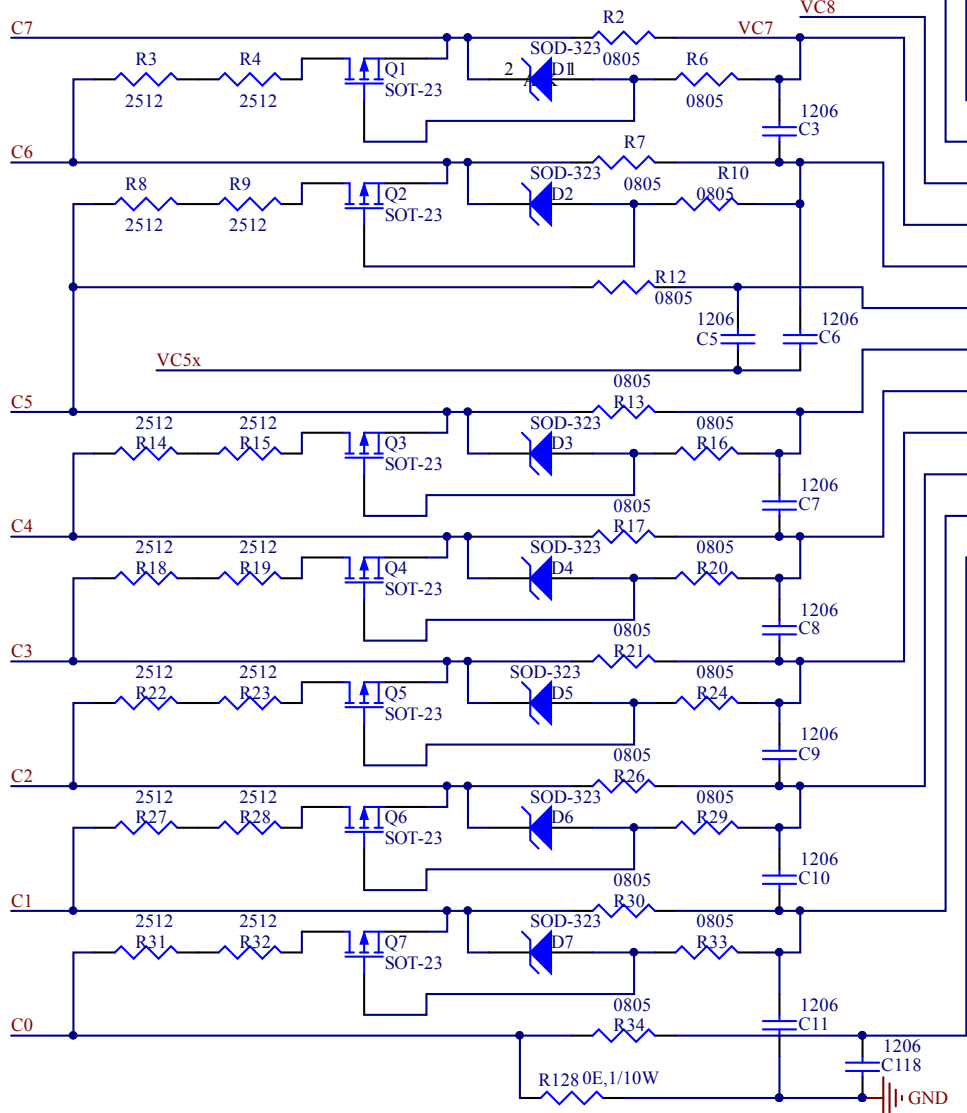 VC8
C7
R2
VC7
SOD-323
0805
R3
R4
Q1
2
D1
1
R6
SOT-23
2512
2512
0805
1206
C3
C6
R7
SOD-323
R8
R9
Q2
0805
R10
D2
0805
SOT-23
2512
2512
R12
0805
1206
1206
C5
C6
VC5x
0805
C5
R13
2512
2512
SOD-323
0805
R14
R15
Q3
D3
R16
SOT-23
1206
0805
C7
C4
R17
2512
2512
SOD-323
0805
R18
R19
Q4
D4
R20
SOT-23
1206
0805
C8
C3
R21
2512
2512
SOD-323
0805
R22
R23
Q5
D5
R24
SOT-23
1206
0805
C9
C2
R26
2512
2512
SOD-323
0805
R27
R28
Q6
D6
R29
SOT-23
1206
0805
C10
C1
R30
2512
2512
SOD-323
0805
R31
R32
Q7
D7
R33
SOT-23
0805
1206
C0
R34
C11
1206
C118
R128 0E,1/10W
GND